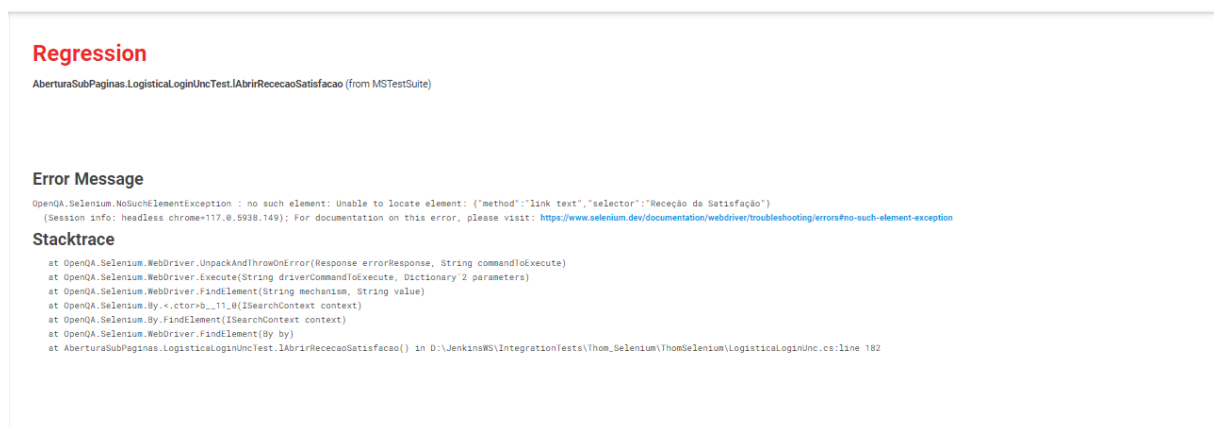 Regression
AberturaSubPaginas.LogisticaLoginUncTest.lAbrirRececaoSatisfacao (from MSTestSuite)
Error Message
OpenQA.Selenium.NoSuchElementException : no such element: Unable to locate element: {"method":"link text","selector":"Receção da Satisfação"}
(Session info: headless chrome=117.0.5938.149); For documentation on this error, please visit: https://www.selenium.dev/documentation/webdriver/troubleshooting/errors#no-such-element-exception
Stacktrace
at OpenQA.Selenium.WebDriver.UnpackAndThrowOnError(Response errorResponse, String commandToExecute)
at OpenQA.Selenium.WebDriver.Execute(String driverCommandToExecute, Dictionary`2 parameters)
at OpenQA.Selenium.WebDriver.FindElement(String mechanism, String value)
at OpenQA.Selenium.By.<.ctor>b__11_0(ISearchContext context)
at OpenQA.Selenium.By.FindElement(ISearchContext context)
at OpenQA.Selenium.WebDriver.FindElement(By by)
at AberturaSubPaginas.LogisticaLoginUncTest.lAbrirRececaoSatisfacao() in D:\JenkinsWS\IntegrationTests\Thom_Selenium\ThomSelenium\LogisticaLoginUnc.cs:line 182